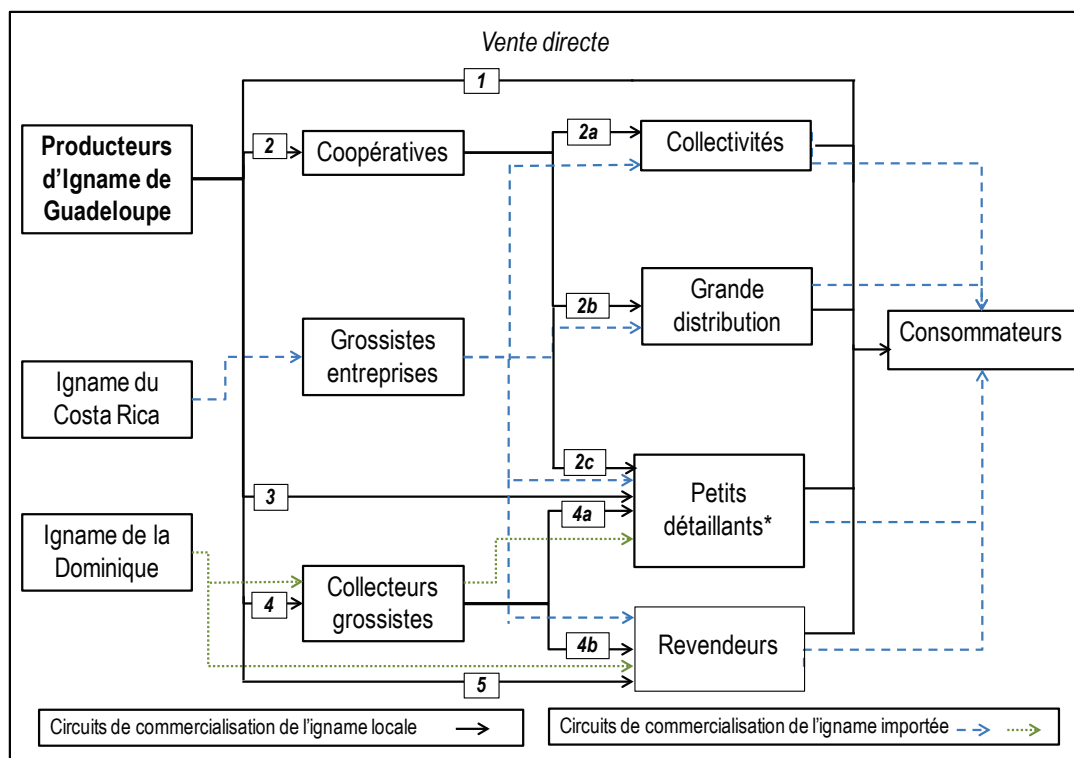 Vente directe
1
Producteurs
d'Igname de
Guadeloupe
2
Coopératives
2a
Collectivités
2b
Grande
distribution
Grossistes
entreprises
Consommateurs
Igname du
Costa Rica
2c
3
Petits
détaillants*
4a
Igname de la
Dominique
4
Collecteurs
grossistes
4b
Revendeurs
5
Circuits de commercialisation de l'igname locale
Circuits de commercialisation de l'igname importée